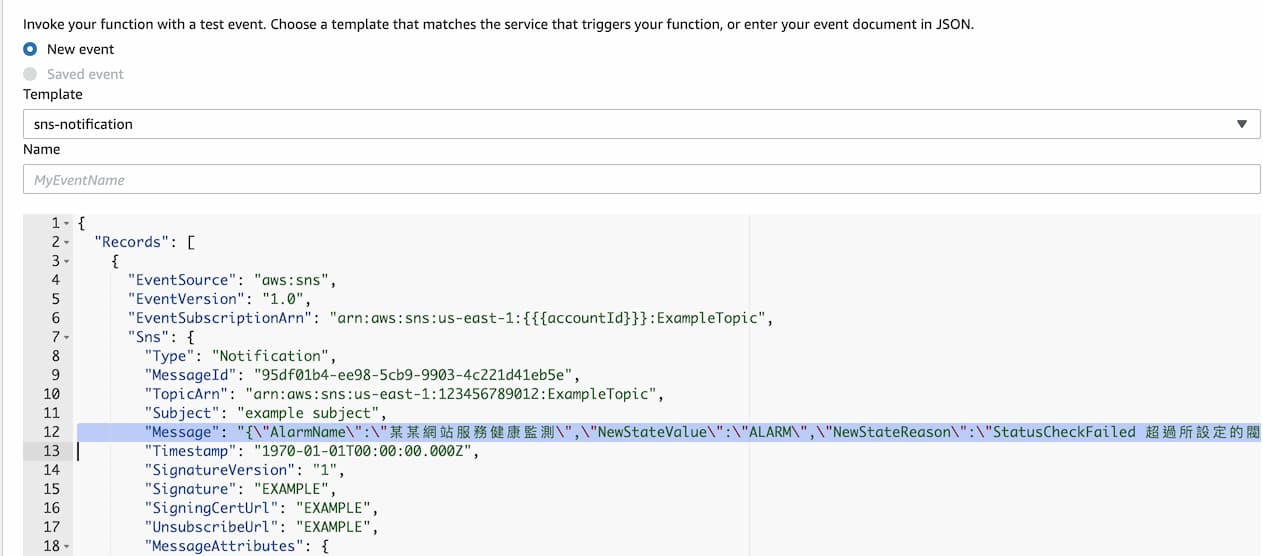 Invoke your function with a test event. Choose a template that matches the service that triggers your function, or enter your event document in JSON.
New event
Saved event
Template
sns-notification
Name
MyEventName
1 {
2 "Records": [
3 {
4 "EventSource": "aws:sns",
5 "EventVersion": "1.0",
6 "EventSubscriptionArn": "arn:aws:sns:us-east-1:{{{accountId}}}:ExampleTopic",
7 "Sns": {
8 "Type": "Notification",
9 "MessageId": "95df01b4-ee98-5cb9-9903-4c221d41eb5e",
10 "TopicArn": "arn:aws:sns:us-east-1:123456789012:ExampleTopic",
11 "Subject": "example subject",
12 "Message": "{\"AlarmName\":\"某某網站服務健康監測\",\"NewStateValue\":\"ALARM\",\"NewStateReason\":\"StatusCheckFailed 超過所設定的閥
13 "Timestamp": "1970-01-01T00:00:00.000Z",
14 "SignatureVersion": "1",
15 "Signature": "EXAMPLE",
16 "SigningCertUrl": "EXAMPLE",
17 "UnsubscribeUrl": "EXAMPLE",
18 "MessageAttributes": {